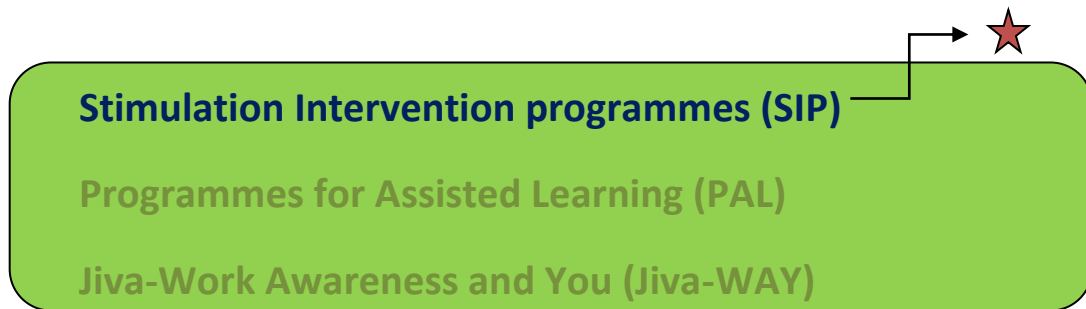 Stimulation Intervention programmes (SIP)
Programmes for Assisted Learning (PAL)
Jiva-Work Awareness and You (Jiva-WAY)